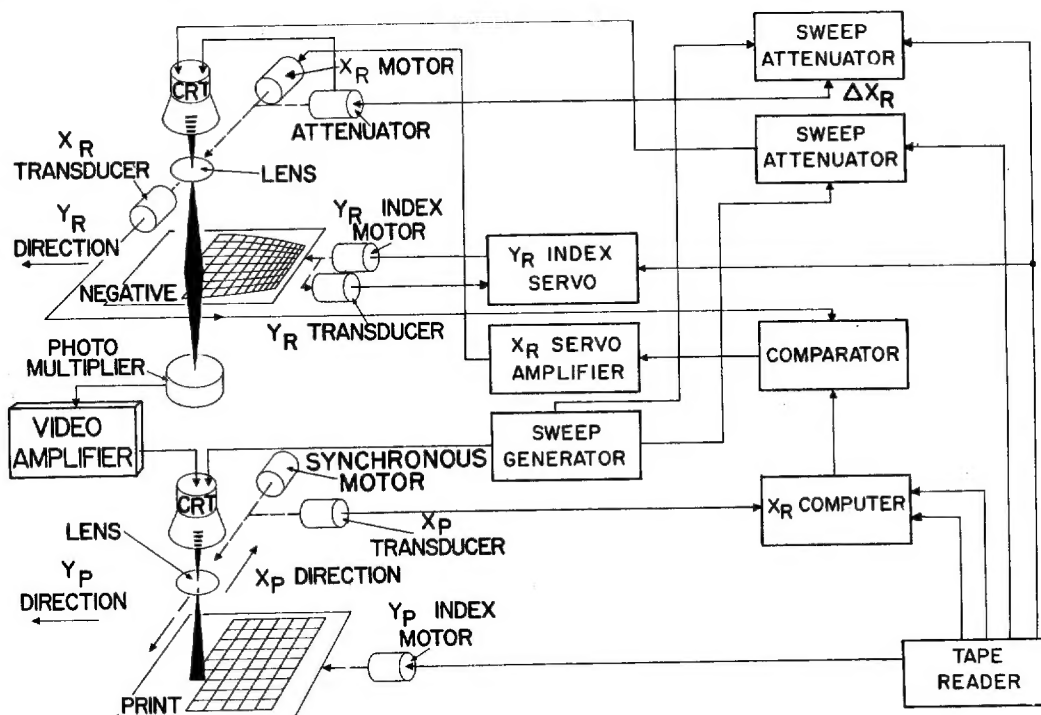 SWEEP
ATTENUATOR
CRT
X_R MOTOR
ATTENUATOR
ΔX_R
SWEEP
ATTENUATOR
X_R
TRANSDUCER
LENS
Y_R
DIRECTION
Y_R INDEX
MOTOR
Y_R INDEX
SERVO
NEGATIVE
Y_R TRANSDUCER
PHOTO
MULTIPLIER
X_R SERVO
AMPLIFIER
COMPARATOR
VIDEO
AMPLIFIER
SWEEP
GENERATOR
SYNCHRONOUS
MOTOR
CRT
X_R COMPUTER
X_P
TRANSDUCER
LENS
X_P DIRECTION
Y_P
DIRECTION
Y_P INDEX
MOTOR
TAPE
READER
PRINT